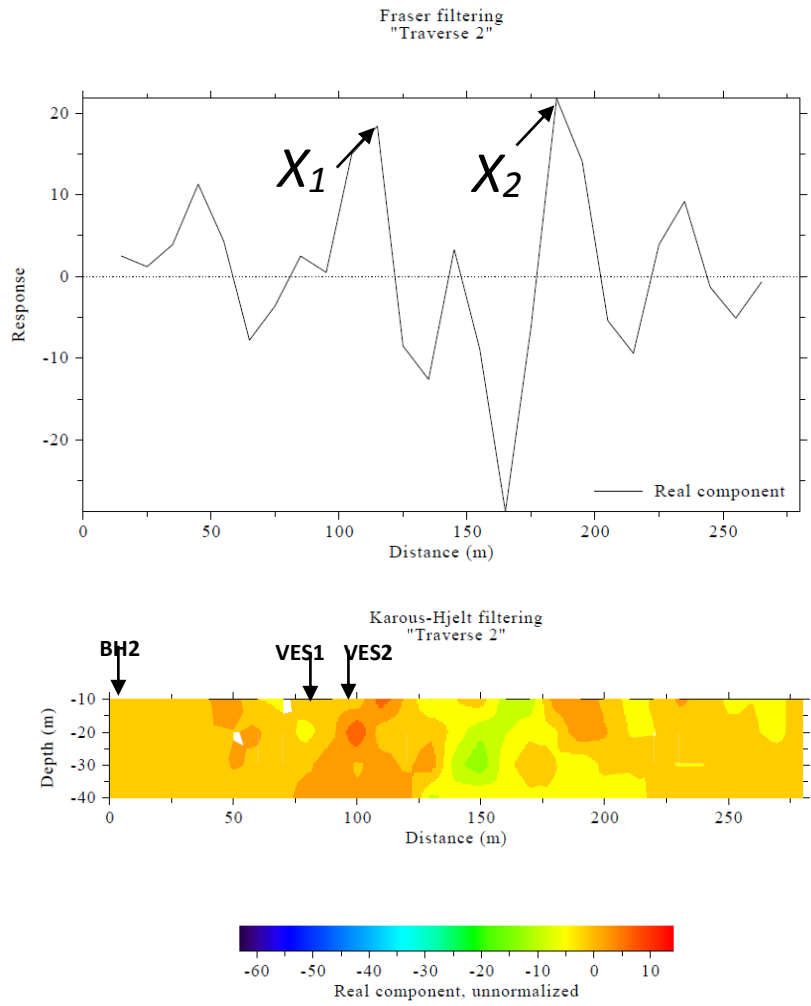 Fraser filtering
"Traverse 2"
20
10
0
-10
-20
Response
X1
X2
Real component
0
50
100
150
200
250
Distance (m)
Karous-Hjelt filtering
"Traverse 2"
BH2
VES1
VES2
-10
-20
-30
-40
Depth (m)
0
50
100
150
200
250
Distance (m)
-60
-50
-40
-30
-20
-10
0
10
Real component, unnormalized